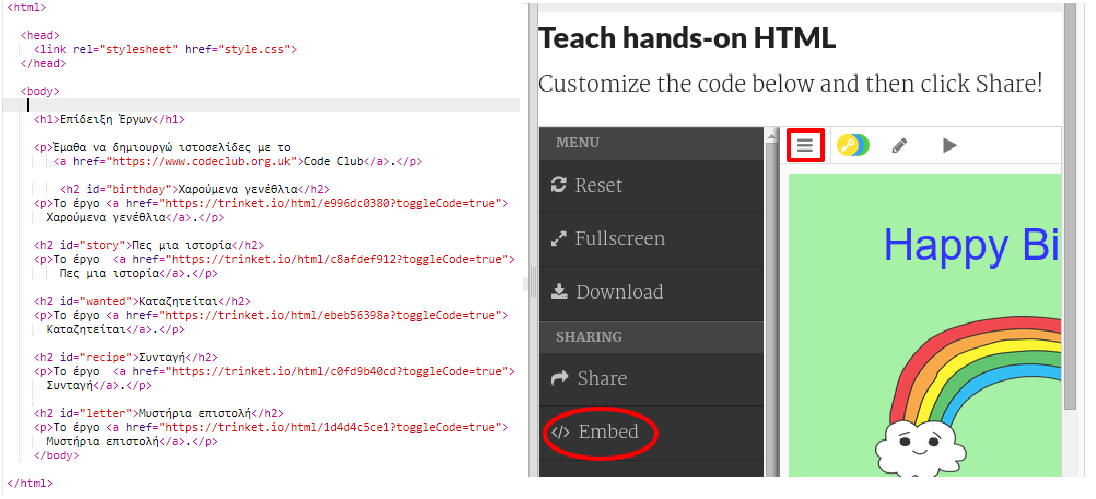 <html>
<head>
<link rel="stylesheet" href="style.css">
</head>
<body>
<h1>Επίδειξη Έργων</h1>
<p>Έμαθα να δημιουργώ ιστοσελίδες με το
<a href="https://www.codeclub.org.uk">Code Club</a>.</p>
<h2 id="birthday">Χαρούμενα γενέθλια</h2>
<p>Το έργο <a href="https://trinket.io/html/e996dc0380?toggleCode=true">
Χαρούμενα γενέθλια</a>.</p>
<h2 id="story">Πες μια ιστορία</h2>
<p>Το έργο  <a href="https://trinket.io/html/c8afdef912?toggleCode=true">
Πες μια ιστορία</a>.</p>
<h2 id="wanted">Καταζητείται</h2>
<p>Το έργο <a href="https://trinket.io/html/ebeb56398a?toggleCode=true">
Καταζητείται</a>.</p>
<h2 id="recipe">Συνταγή</h2>
<p>Το έργο  <a href="https://trinket.io/html/c0fd9b40cd?toggleCode=true">
Συνταγή</a>.</p>
<h2 id="letter">Μυστήρια επιστολή</h2>
<p>Το έργο <a href="https://trinket.io/html/1d4d4c5ce1?toggleCode=true">
Μυστήρια επιστολή</a>.</p>
</body>
</html>
Teach hands-on HTML
Customize the code below and then click Share!
MENU
Reset
Fullscreen
Download
SHARING
Share
</> Embed
Happy Bi